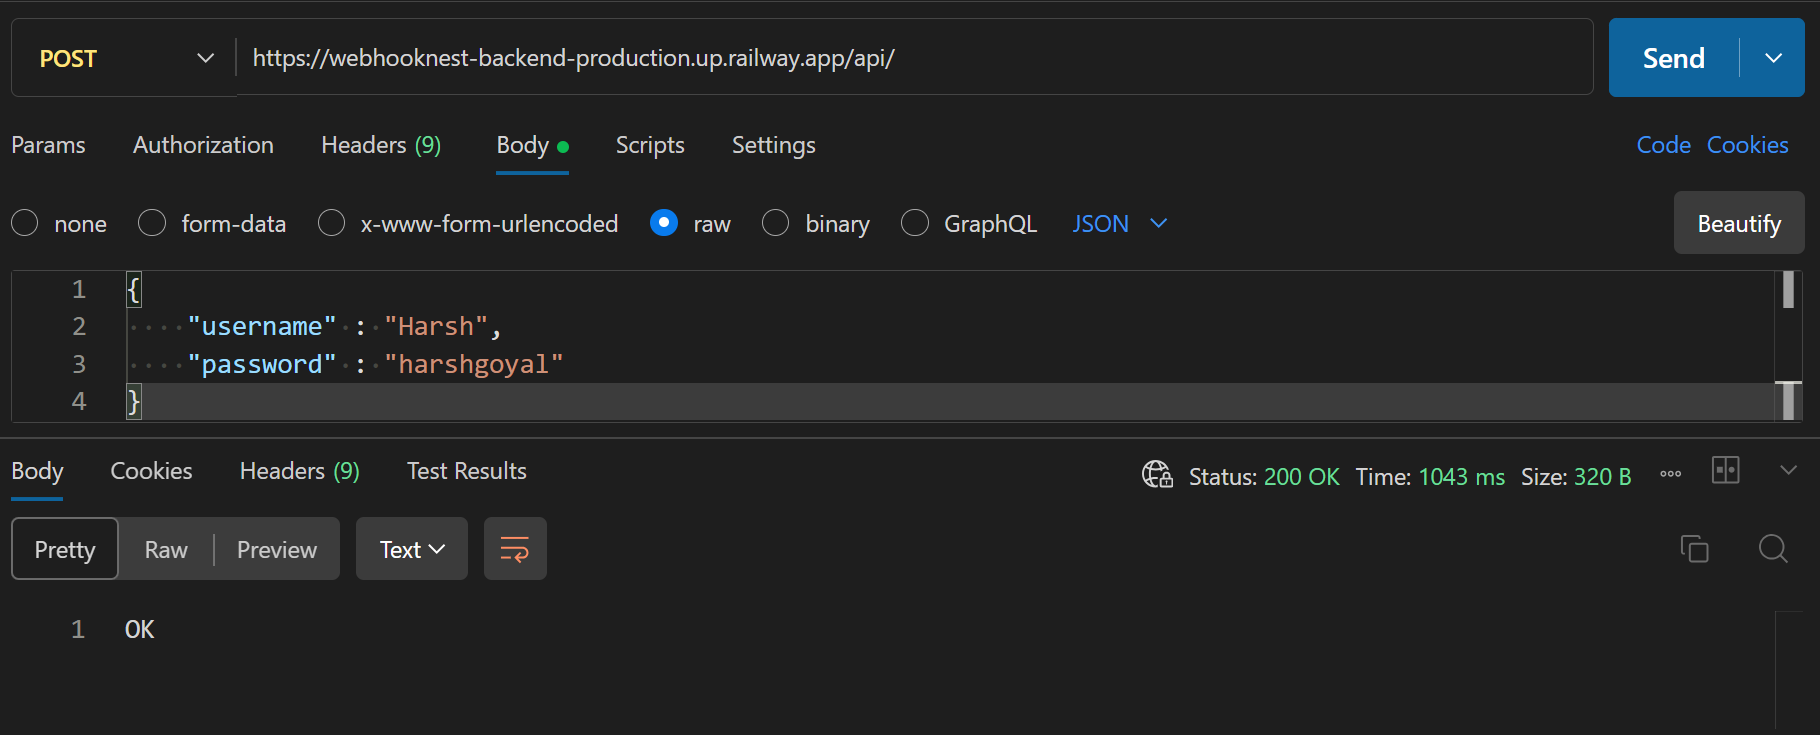 POST https://webhooknest-backend-production.up.railway.app/api/ Send
Params Authorization Headers (9) Body Scripts Settings Code Cookies
none form-data x-www-form-urlencoded raw binary GraphQL JSON Beautify
1 {
2 "username" : "Harsh",
3 "password" : "harshgoyal"
4 }
Body Cookies Headers (9) Test Results Status: 200 OK Time: 1043 ms Size: 320 B
Pretty Raw Preview Text
1 OK